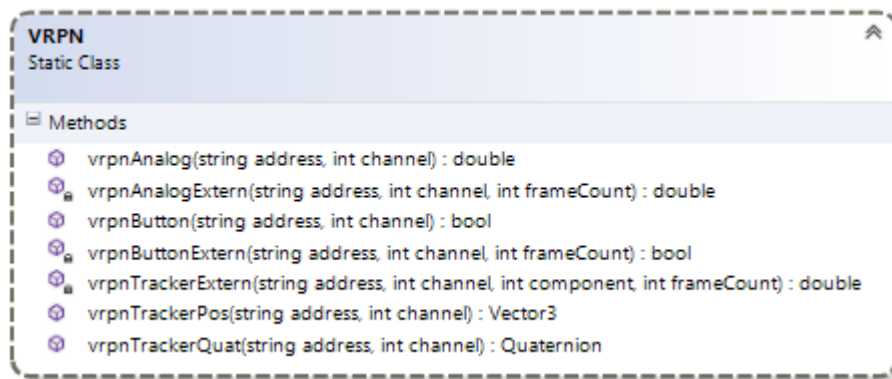 VRPN
Static Class
Methods
vrpnAnalog(string address, int channel) : double
vrpnAnalogExtern(string address, int channel, int frameCount) : double
vrpnButton(string address, int channel) : bool
vrpnButtonExtern(string address, int channel, int frameCount) : bool
vrpnTrackerExtern(string address, int channel, int component, int frameCount) : double
vrpnTrackerPos(string address, int channel) : Vector3
vrpnTrackerQuat(string address, int channel) : Quaternion